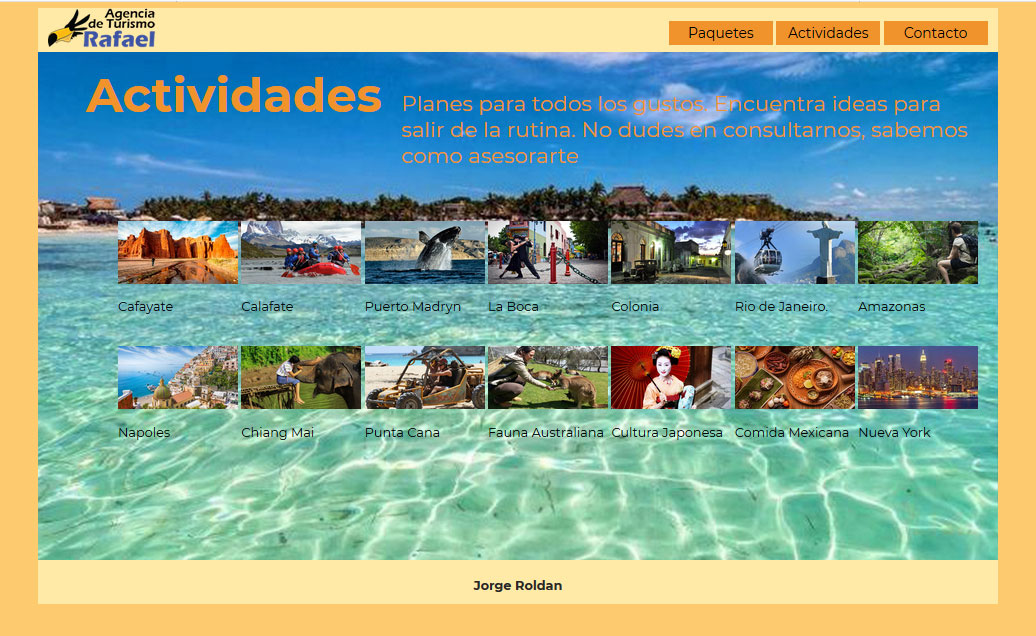 Agencia
de Turismo
Rafael
Paquetes
Actividades
Contacto
Actividades
Planes para todos los gustos. Encuentra ideas para
salir de la rutina. No dudes en consultarnos, sabemos
como asesorarte
Cafayate
Calafate
Puerto Madryn
La Boca
Colonia
Rio de Janeiro.
Amazonas
Napoles
Chiang Mai
Punta Cana
Fauna Australiana
Cultura Japonesa
Comida Mexicana
Nueva York
Jorge Roldan